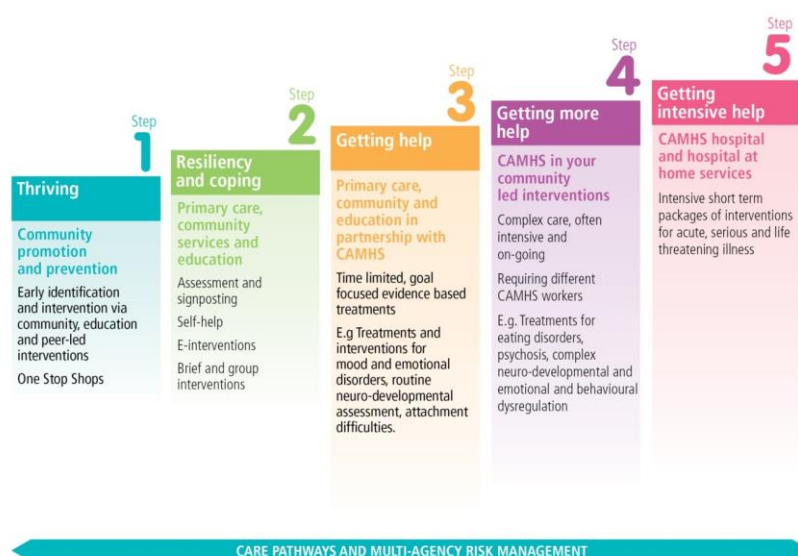 Step
1
Thriving
Community
promotion
and prevention
Early identification
and intervention via
community, education
and peer-led
interventions
One Stop Shops
Step
2
Resiliency
and coping
Primary care,
community
services and
education
Assessment and
signposting
Self-help
E-interventions
Brief and group
interventions
Step
3
Getting help
Primary care,
community and
education in
partnership with
CAMHS
Time limited, goal
focused evidence based
treatments
E.g Treatments and
interventions for
mood and emotional
disorders, routine
neuro-developmental
assessment, attachment
difficulties.
Step
4
Getting more
help
CAMHS in your
community
led interventions
Complex care, often
intensive and
on-going
Requiring different
CAMHS workers
E.g. Treatments for
eating disorders,
psychosis, complex
neuro-developmental and
emotional and behavioural
dysregulation
Step
5
Getting
intensive help
CAMHS hospital
and hospital at
home services
Intensive short term
packages of interventions
for acute, serious and life
threatening illness
CARE PATHWAYS AND MULTI-AGENCY RISK MANAGEMENT